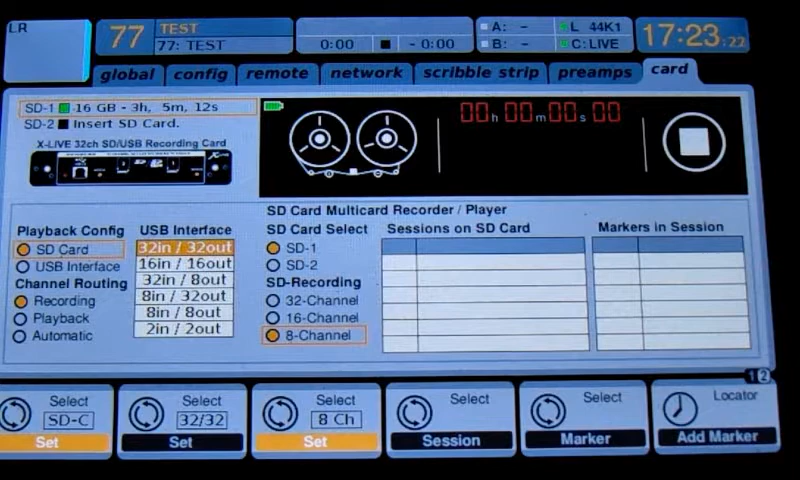 LR
77 TEST
77: TEST
0:00 - 0:00
A: - L 44K1
B: - C: LIVE
17:23:22
global config remote network scribble strip preamps card
SD-1 16 GB - 3h, 5m, 12s
SD-2 Insert SD Card.
X-LIVE 32ch SD/USB Recording Card
00h 00m 00s 00
SD Card Multicard Recorder / Player
Playback Config
SD Card
USB Interface
Channel Routing
Recording
Playback
Automatic
USB Interface
32in / 32out
16in / 16out
32in / 8out
8in / 32out
8in / 8out
2in / 2out
SD Card Select
SD-1
SD-2
SD-Recording
32-Channel
16-Channel
8-Channel
Sessions on SD Card
Markers in Session
1 2
Select
SD-C
Set
Select
32/32
Set
Select
8 Ch
Set
Select
Session
Select
Marker
Locator
Add Marker